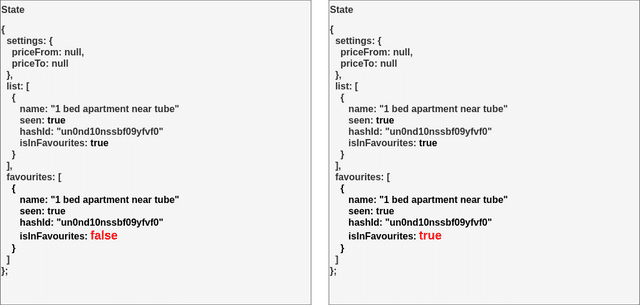 State
{
settings: {
priceFrom: null,
priceTo: null
},
list: [
{
name: "1 bed apartment near tube"
seen: true
hashId: "un0nd10nssbf09yfvf0"
isInFavourites: true
}
],
favourites: [
{
name: "1 bed apartment near tube"
seen: true
hashId: "un0nd10nssbf09yfvf0"
isInFavourites: false
}
]
};
State
{
settings: {
priceFrom: null,
priceTo: null
},
list: [
{
name: "1 bed apartment near tube"
seen: true
hashId: "un0nd10nssbf09yfvf0"
isInFavourites: true
}
],
favourites: [
{
name: "1 bed apartment near tube"
seen: true
hashId: "un0nd10nssbf09yfvf0"
isInFavourites: true
}
]
};